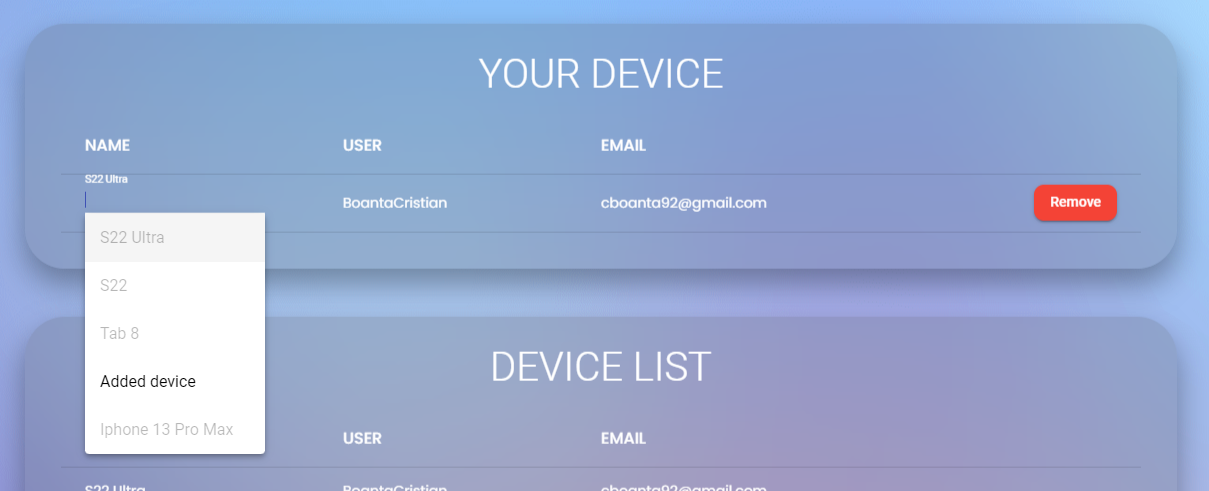 YOUR DEVICE
NAME USER EMAIL
S22 Ultra
BoantaCristian cboanta92@gmail.com Remove
S22 Ultra
S22
Tab 8
Added device
Iphone 13 Pro Max
DEVICE LIST
USER EMAIL
S22 Ultra BoantaCristian cboanta92@gmail.com